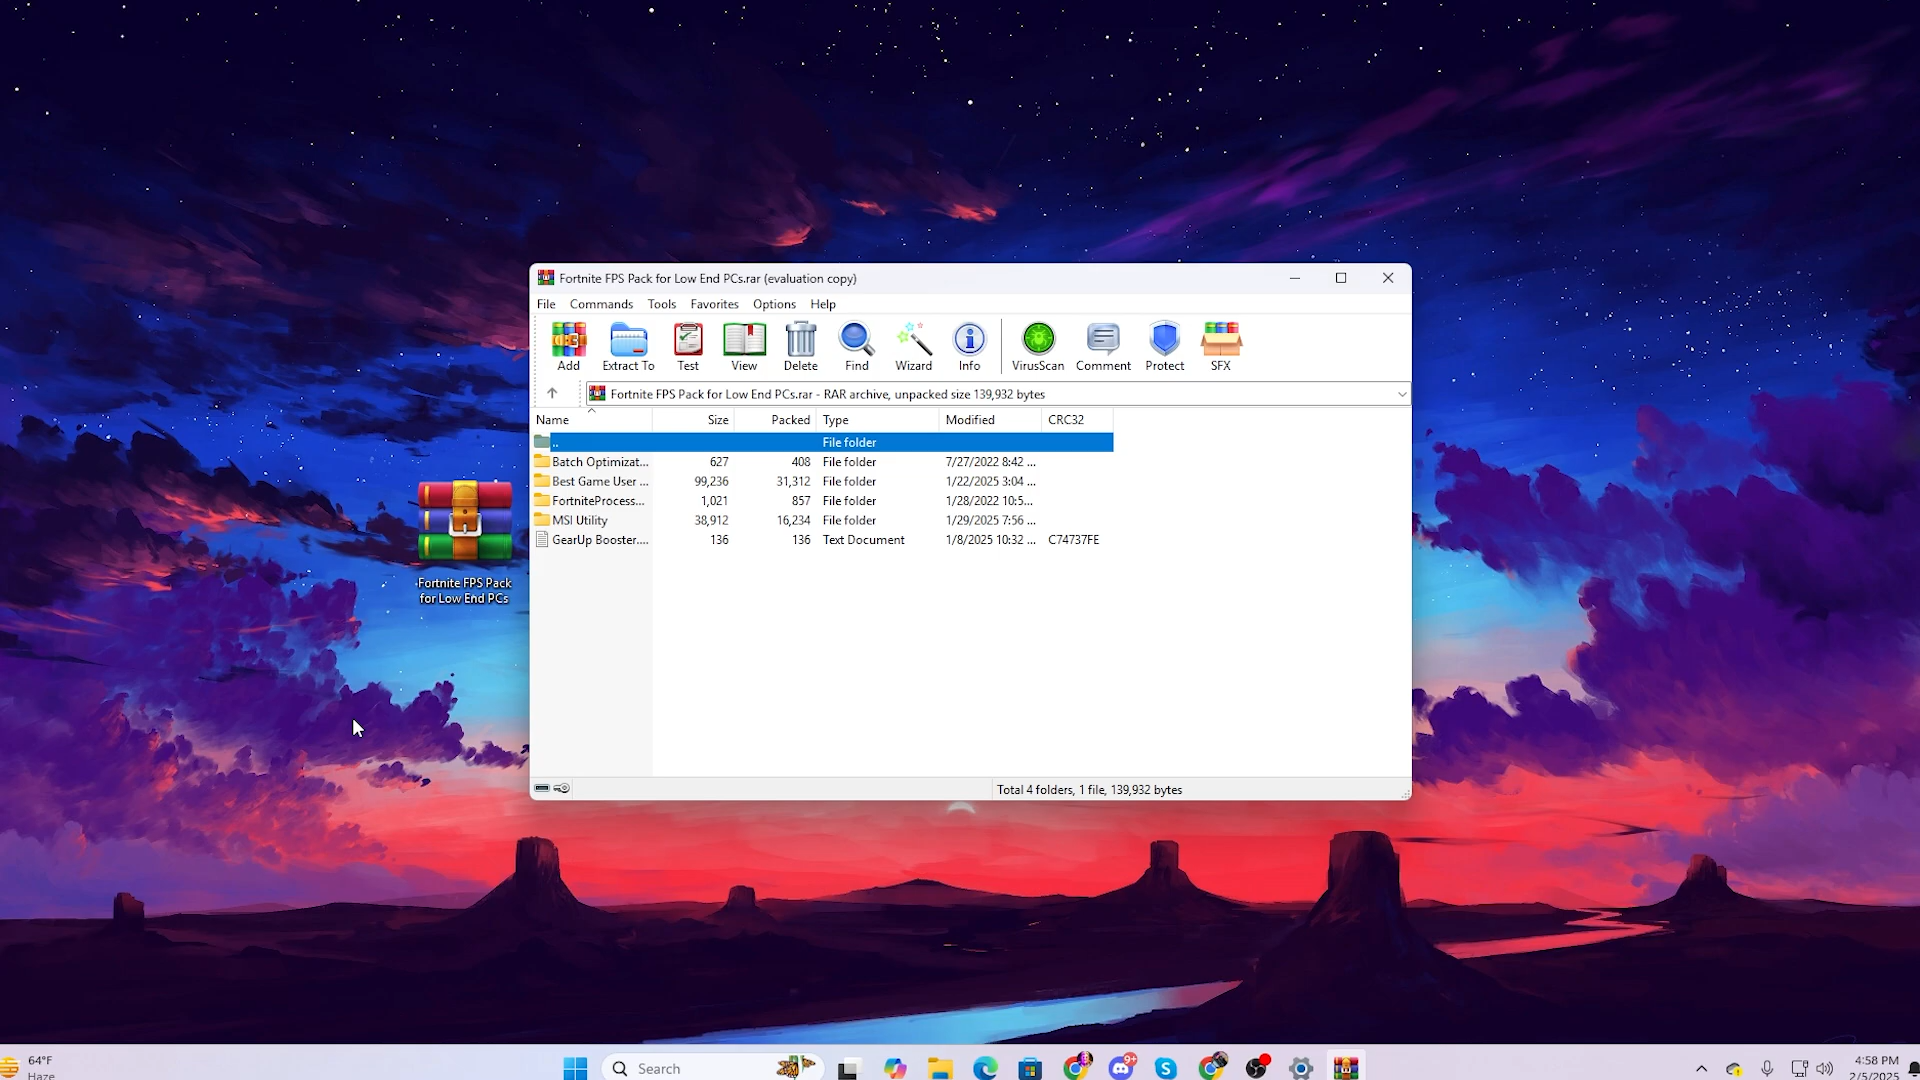 Fortnite FPS Pack for Low End PCs.rar (evaluation copy)
File Commands Tools Favorites Options Help
Add Extract To Test View Delete Find Wizard Info VirusScan Comment Protect SFX
Fortnite FPS Pack for Low End PCs.rar - RAR archive, unpacked size 139,932 bytes
Name Size Packed Type Modified CRC32
.. File folder
Batch Optimizat... 627 408 File folder 7/27/2022 8:42 ...
Best Game User ... 99,236 31,312 File folder 1/22/2025 3:04 ...
FortniteProcess... 1,021 857 File folder 1/28/2022 10:5...
MSI Utility 38,912 16,234 File folder 1/29/2025 7:56 ...
GearUp Booster.... 136 136 Text Document 1/8/2025 10:32 ... C74737FE
Fortnite FPS Pack
for Low End PCs
Total 4 folders, 1 file, 139,932 bytes
64°F
Haze
Search
9+
4:58 PM
2/5/2025